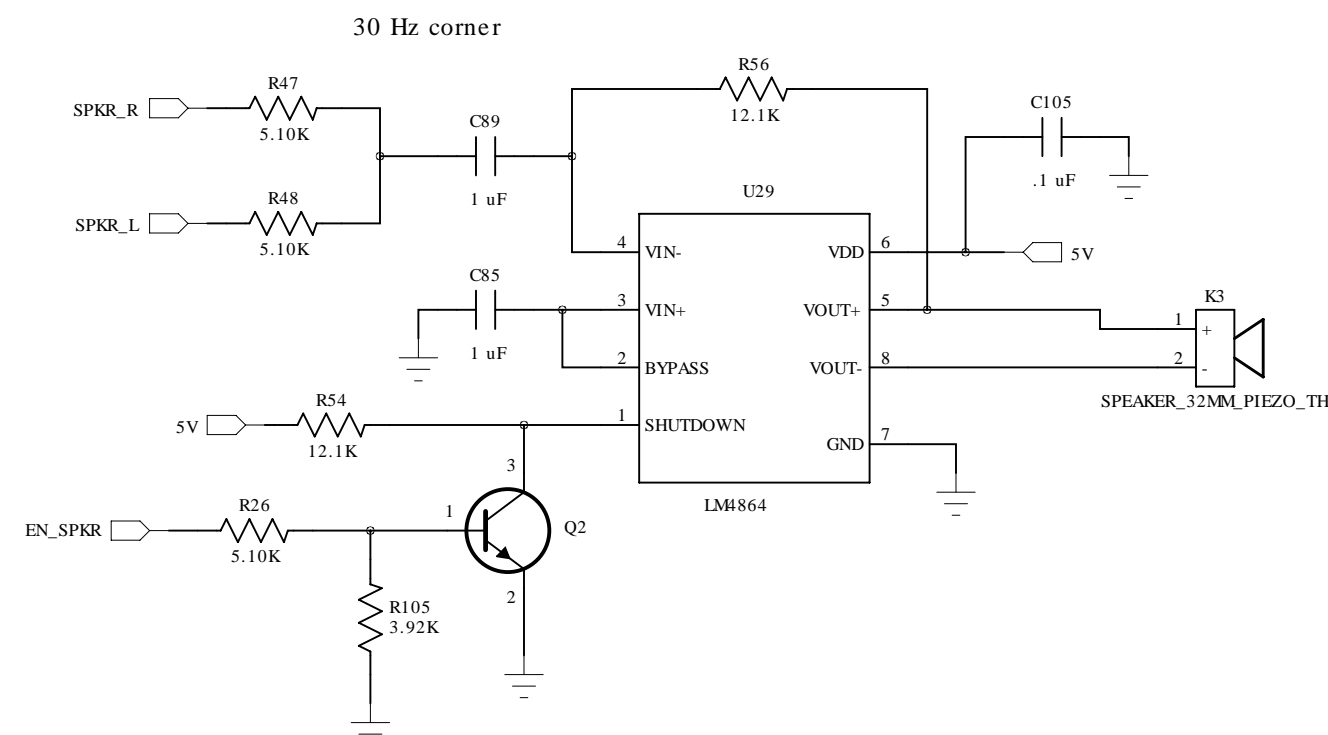 30 Hz corner
R56
12.1K
R47
SPKR_R
5.10K
C89
1 uF
C105
.1 uF
R48
SPKR_L
5.10K
U29
4 VIN-
VDD 6
5V
C85
1 uF
3 VIN+
VOUT+ 5
K3
1 +
2 BYPASS
VOUT- 8
2 -
SPEAKER_32MM_PIEZO_TH
R54
5V
12.1K
1 SHUTDOWN
GND 7
LM4864
3
R26
EN_SPKR
5.10K
1
Q2
2
R105
3.92K